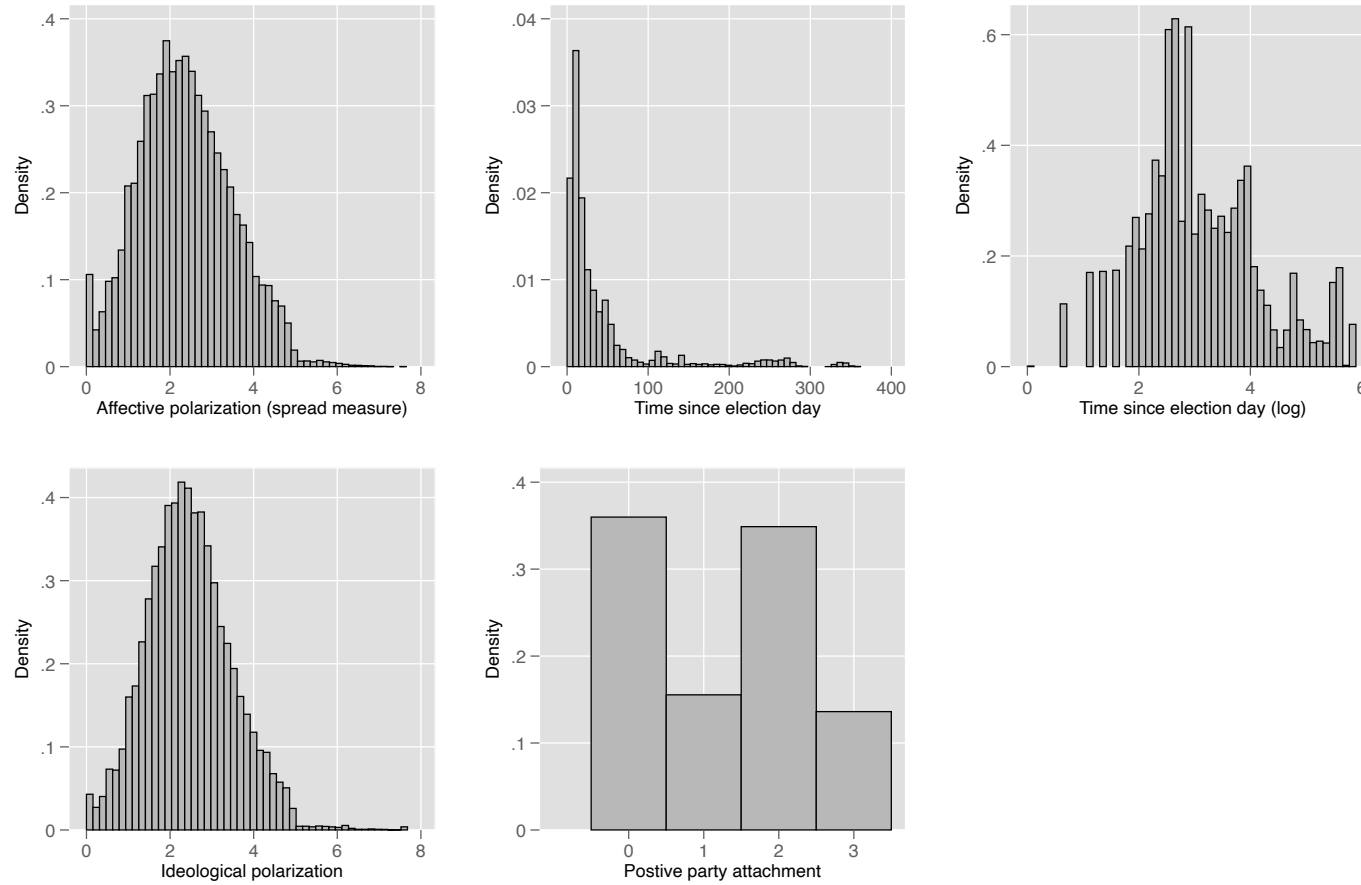 .4
.3
.2
.1
0
Density
0 2 4 6 8
Affective polarization (spread measure)
.04
.03
.02
.01
0
Density
0 100 200 300 400
Time since election day
.6
.4
.2
0
Density
0 2 4 6
Time since election day (log)
.4
.3
.2
.1
0
Density
0 2 4 6 8
Ideological polarization
.4
.3
.2
.1
0
Density
0 1 2 3
Postive party attachment